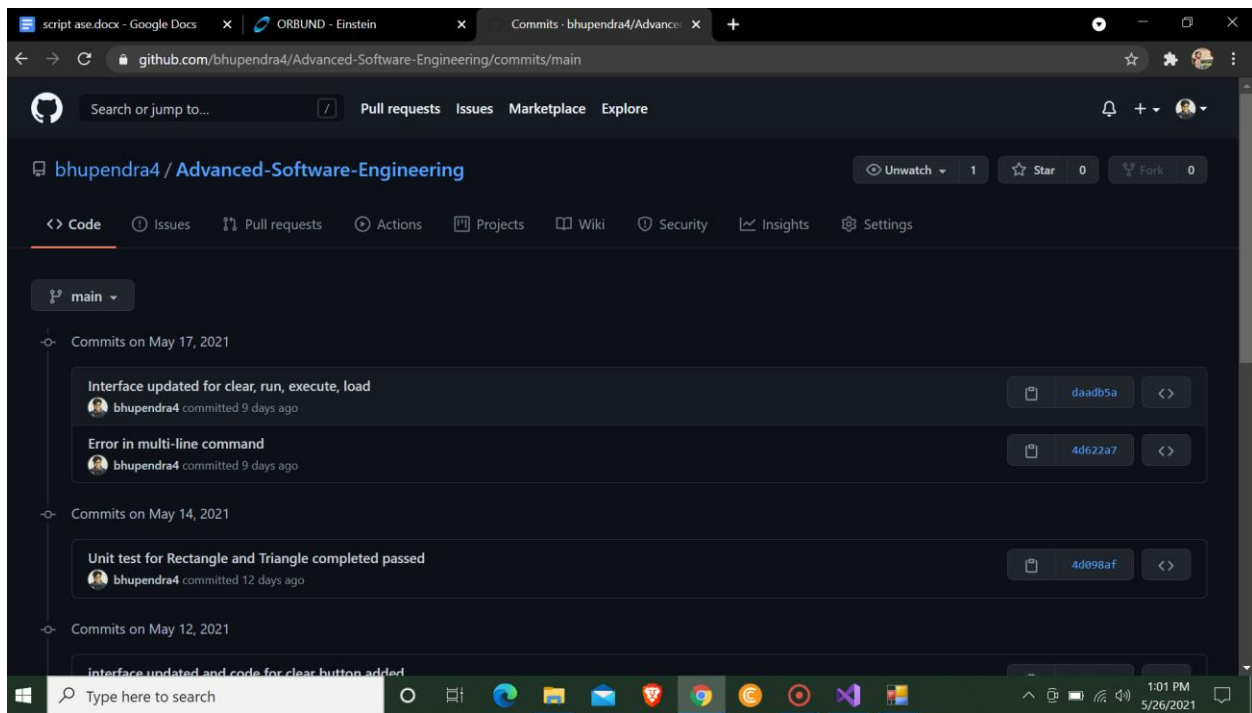 script ase.docx - Google Docs
ORBUND - Einstein
Commits · bhupendra4/Advance
github.com/bhupendra4/Advanced-Software-Engineering/commits/main
Search or jump to... / Pull requests Issues Marketplace Explore
bhupendra4 / Advanced-Software-Engineering
Unwatch 1 Star 0 Fork 0
<> Code Issues Pull requests Actions Projects Wiki Security Insights Settings
main
Commits on May 17, 2021
Interface updated for clear, run, execute, load
bhupendra4 committed 9 days ago
daadb5a <>
Error in multi-line command
bhupendra4 committed 9 days ago
4d622a7 <>
Commits on May 14, 2021
Unit test for Rectangle and Triangle completed passed
bhupendra4 committed 12 days ago
4d098af <>
Commits on May 12, 2021
interface updated and code for clear button added
Type here to search
1:01 PM
5/26/2021